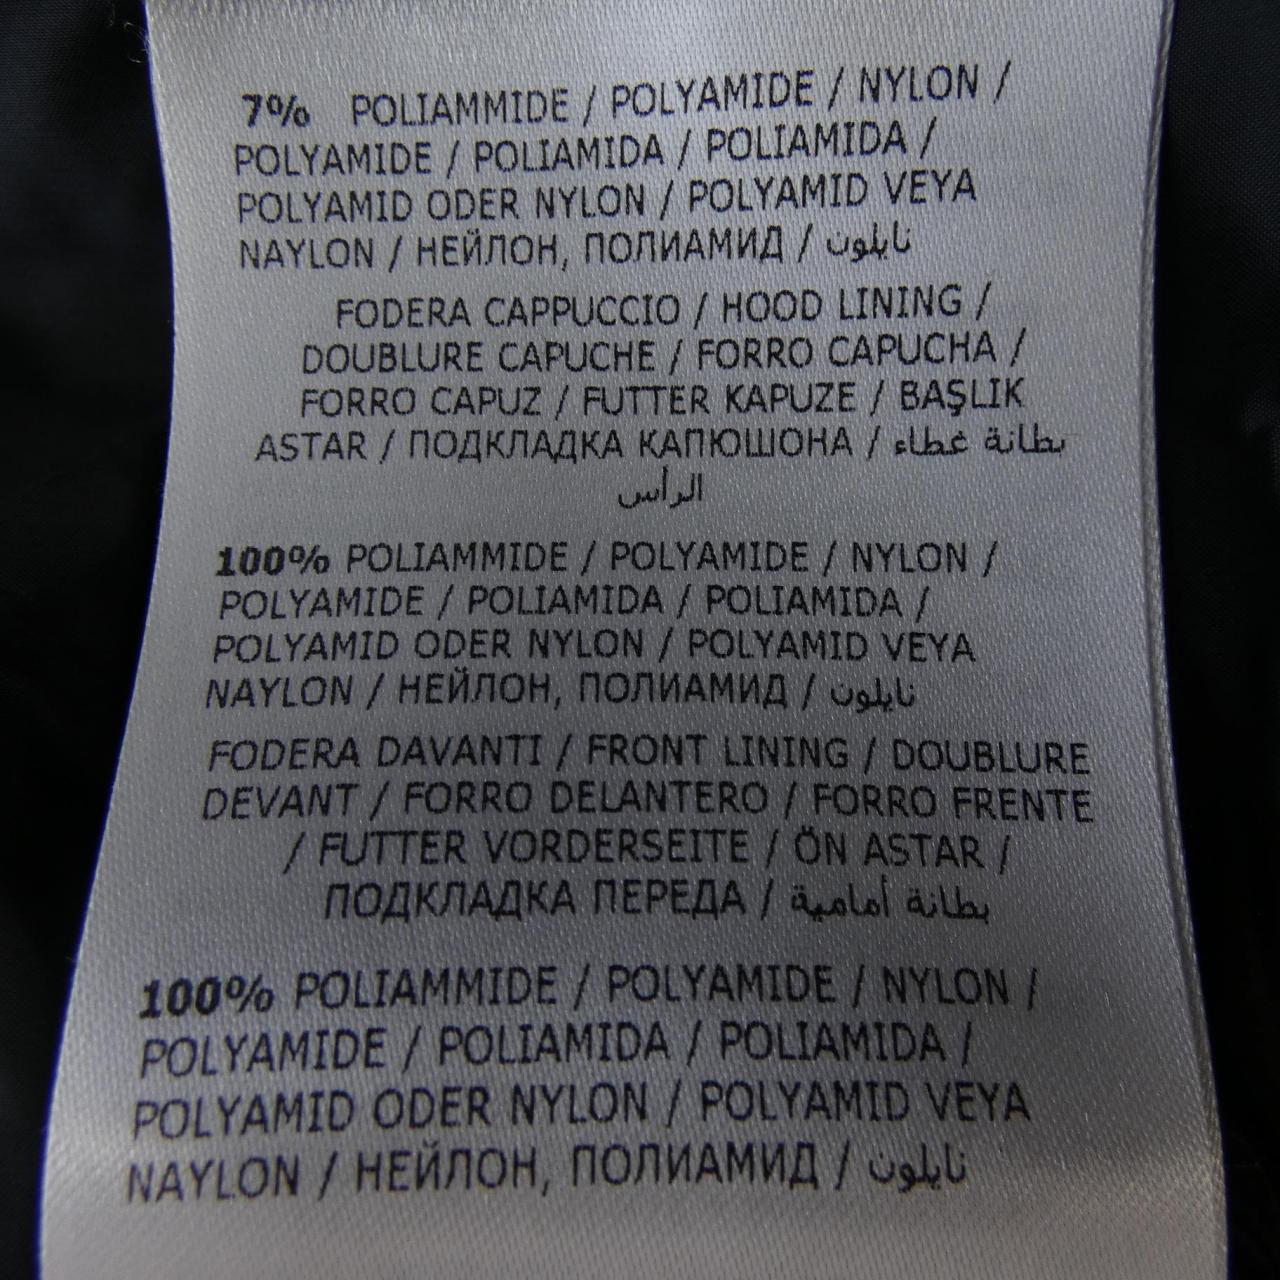 7% POLIAMMIDE / POLYAMIDE / NYLON /
POLYAMIDE / POLIAMIDA / POLIAMIDA /
POLYAMID ODER NYLON / POLYAMID VEYA
NAYLON / НЕЙЛОН, ПОЛИАМИД / نايلون
FODERA CAPPUCCIO / HOOD LINING /
DOUBLURE CAPUCHE / FORRO CAPUCHA /
FORRO CAPUZ / FUTTER KAPUZE / BAŞLIK
ASTAR / ПОДКЛАДКА КАПЮШОНА / بطانة غطاء
الرأس
100% POLIAMMIDE / POLYAMIDE / NYLON /
POLYAMIDE / POLIAMIDA / POLIAMIDA /
POLYAMID ODER NYLON / POLYAMID VEYA
NAYLON / НЕЙЛОН, ПОЛИАМИД / نايلون
FODERA DAVANTI / FRONT LINING / DOUBLURE
DEVANT / FORRO DELANTERO / FORRO FRENTE
/ FUTTER VORDERSEITE / ÖN ASTAR /
ПОДКЛАДКА ПЕРЕДА / بطانة أمامية
100% POLIAMMIDE / POLYAMIDE / NYLON /
POLYAMIDE / POLIAMIDA / POLIAMIDA /
POLYAMID ODER NYLON / POLYAMID VEYA
NAYLON / НЕЙЛОН, ПОЛИАМИД / نايلون